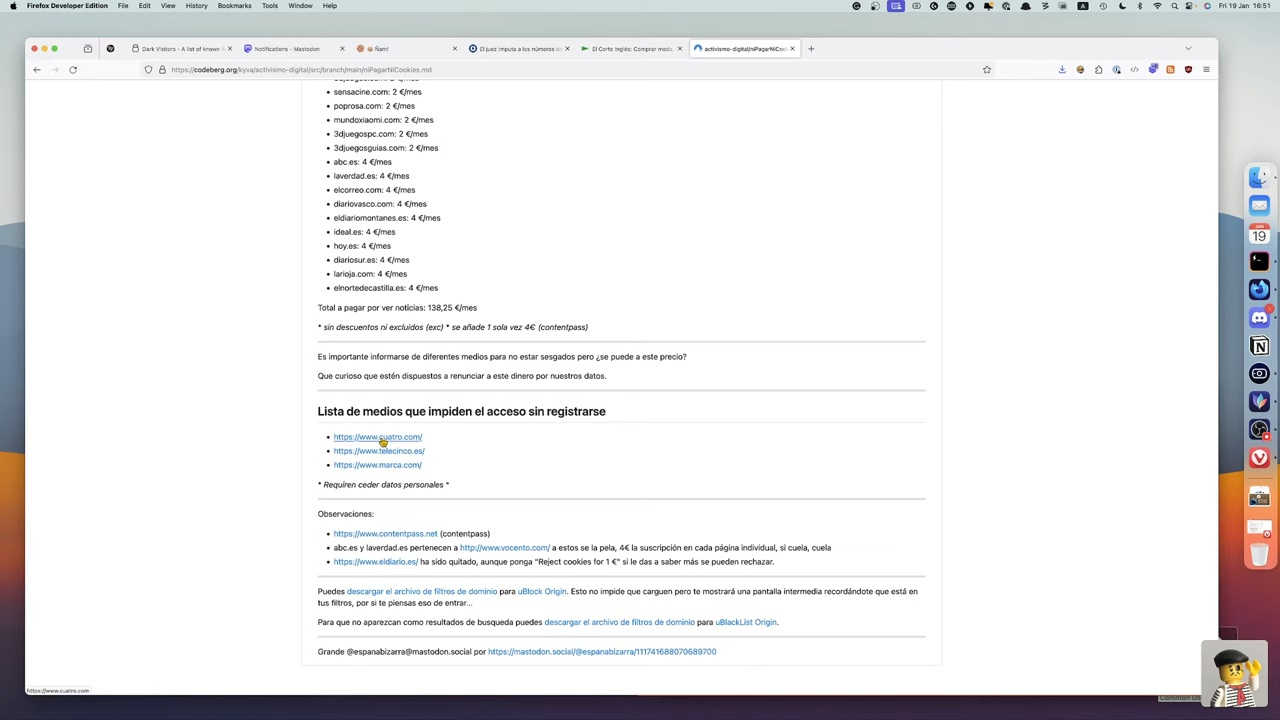 Firefox Developer Edition File Edit View History Bookmarks Tools Window Help
Fri 19 Jan 16:51
Dark Visitors - A list of known A
Notifications - Mastodon
Ñam!
El juez imputa a los números d
El Corte Inglés: Comprar moda,
activismo-digital/niPagarNiCook
https://codeberg.org/kyva/activismo-digital/src/branch/main/niPagarNiCookies.md
sensacine.com: 2 €/mes
poprosa.com: 2 €/mes
mundoxiaomi.com: 2 €/mes
3djuegospc.com: 2 €/mes
3djuegosguias.com: 2 €/mes
abc.es: 4 €/mes
laverdad.es: 4 €/mes
elcorreo.com: 4 €/mes
diariovasco.com: 4 €/mes
eldiariomontanes.es: 4 €/mes
ideal.es: 4 €/mes
hoy.es: 4 €/mes
diariosur.es: 4 €/mes
larioja.com: 4 €/mes
elnortedecastilla.es: 4 €/mes
Total a pagar por ver noticias: 138,25 €/mes
* sin descuentos ni excluidos (exc) * se añade 1 sola vez 4€ (contentpass)
Es importante informarse de diferentes medios para no estar sesgados pero ¿se puede a este precio?
Que curioso que estén dispuestos a renunciar a este dinero por nuestros datos.
Lista de medios que impiden el acceso sin registrarse
https://www.cuatro.com/
https://www.telecinco.es/
https://www.marca.com/
* Requiren ceder datos personales *
Observaciones:
https://www.contentpass.net (contentpass)
abc.es y laverdad.es pertenecen a http://www.vocento.com/ a estos se la pela, 4€ la suscripción en cada página individual, si cuela, cuela
https://www.eldiario.es/ ha sido quitado, aunque ponga "Reject cookies for 1 €" si le das a saber más se pueden rechazar.
Puedes descargar el archivo de filtros de dominio para uBlock Origin. Esto no impide que carguen pero te mostrará una pantalla intermedia recordándote que está en
tus filtros, por si te piensas eso de entrar...
Para que no aparezcan como resultados de busqueda puedes descargar el archivo de filtros de dominio para uBlackList Origin.
Grande @espanabizarra@mastodon.social por https://mastodon.social/@espanabizarra/111741688070689700
https://www.cuatro.com
JAN
19